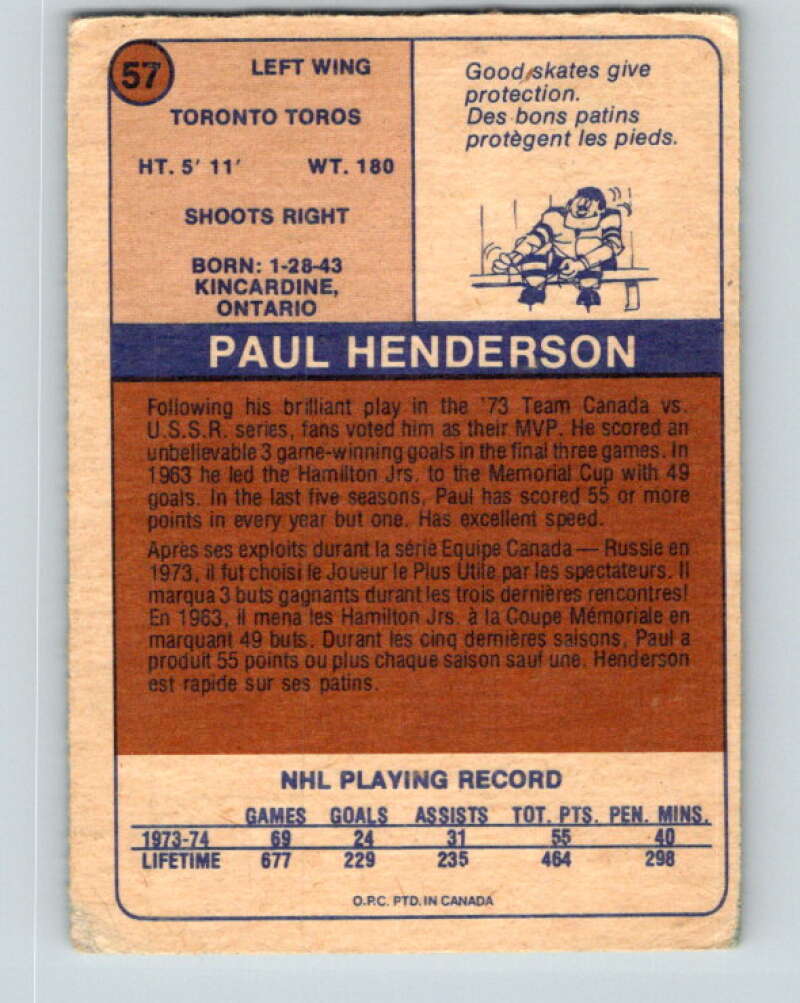 57
LEFT WING
TORONTO TOROS
HT. 5' 11' WT. 180
SHOOTS RIGHT
BORN: 1-28-43
KINCARDINE,
ONTARIO
Good skates give
protection.
Des bons patins
protègent les pieds.
PAUL HENDERSON
Following his brilliant play in the '73 Team Canada vs.
U.S.S.R. series, fans voted him as their MVP. He scored an
unbelievable 3 game-winning goals in the final three games. In
1963 he led the Hamilton Jrs. to the Memorial Cup with 49
goals. In the last five seasons, Paul has scored 55 or more
points in every year but one. Has excellent speed.
Après ses exploits durant la série Equipe Canada — Russie en
1973, il fut choisi le Joueur le Plus Utile par les spectateurs. Il
marqua 3 buts gagnants durant les trois dernières rencontres!
En 1963, il mena les Hamilton Jrs. à la Coupe Mémoriale en
marquant 49 buts. Durant les cinq dernières saisons, Paul a
produit 55 points ou plus chaque saison sauf une. Henderson
est rapide sur ses patins.
NHL PLAYING RECORD
GAMES GOALS ASSISTS TOT. PTS. PEN. MINS.
1973-74 69 24 31 55 40
LIFETIME 677 229 235 464 298
O.P.C. PTD. IN CANADA